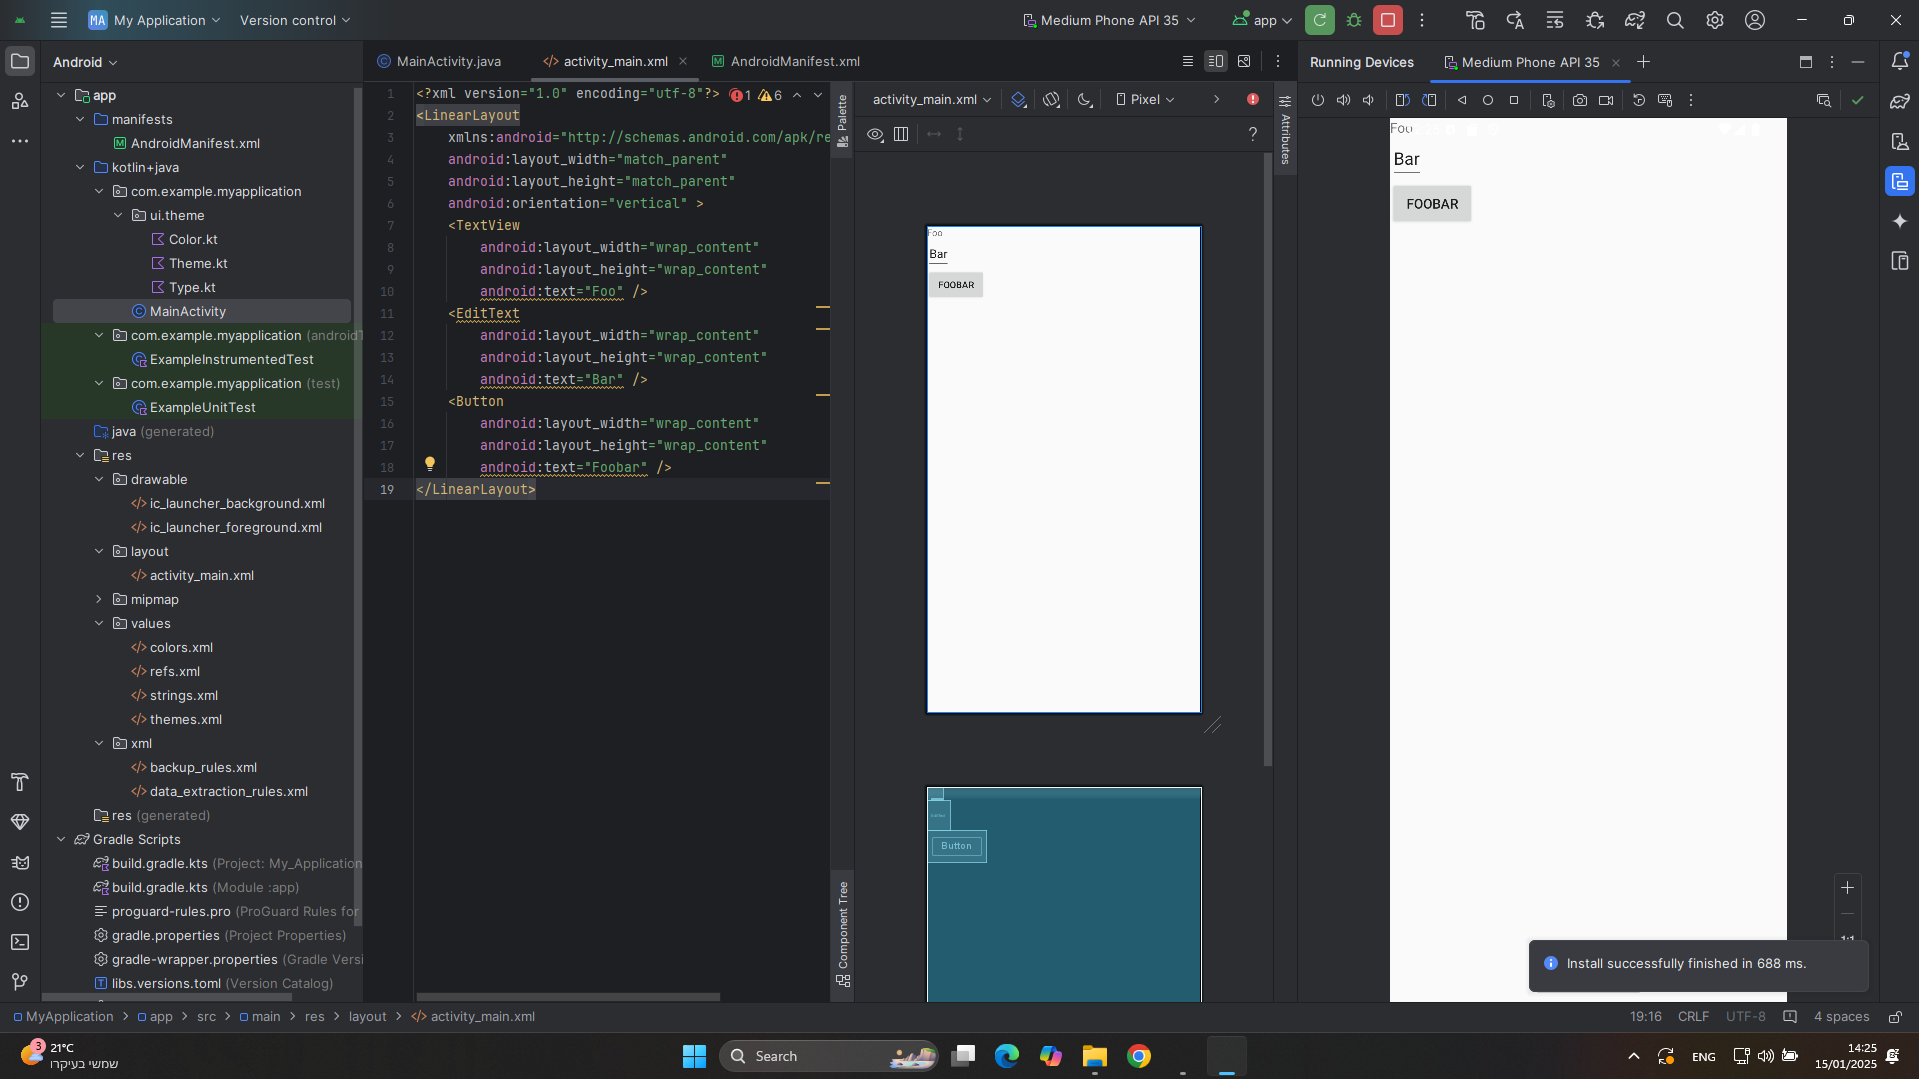 MA My Application Version control Medium Phone API 35 app
Android
MainActivity.java activity_main.xml AndroidManifest.xml
Running Devices Medium Phone API 35
app
manifests
AndroidManifest.xml
kotlin+java
com.example.myapplication
ui.theme
Color.kt
Theme.kt
Type.kt
MainActivity
com.example.myapplication (android
ExampleInstrumentedTest
com.example.myapplication (test)
ExampleUnitTest
java (generated)
res
drawable
ic_launcher_background.xml
ic_launcher_foreground.xml
layout
activity_main.xml
mipmap
values
colors.xml
refs.xml
strings.xml
themes.xml
xml
backup_rules.xml
data_extraction_rules.xml
res (generated)
Gradle Scripts
build.gradle.kts (Project: My_Application
build.gradle.kts (Module :app)
proguard-rules.pro (ProGuard Rules for
gradle.properties (Project Properties)
gradle-wrapper.properties (Gradle Versi
libs.versions.toml (Version Catalog)
1 <?xml version="1.0" encoding="utf-8"?> 1 6
2 <LinearLayout
3 xmlns:android="http://schemas.android.com/apk/re
4 android:layout_width="match_parent"
5 android:layout_height="match_parent"
6 android:orientation="vertical" >
7 <TextView
8 android:layout_width="wrap_content"
9 android:layout_height="wrap_content"
10 android:text="Foo" />
11 <EditText
12 android:layout_width="wrap_content"
13 android:layout_height="wrap_content"
14 android:text="Bar" />
15 <Button
16 android:layout_width="wrap_content"
17 android:layout_height="wrap_content"
18 android:text="Foobar" />
19 </LinearLayout>
Palette
Component Tree
activity_main.xml Pixel
?
Attributes
Foo
Bar
FOOBAR
Button
Foo
Bar
FOOBAR
1:1
Install successfully finished in 688 ms.
MyApplication > app > src > main > res > layout > activity_main.xml
19:16 CRLF UTF-8 4 spaces
3
21°C
שמשי בעיקרו
Search
ENG
14:25
15/01/2025